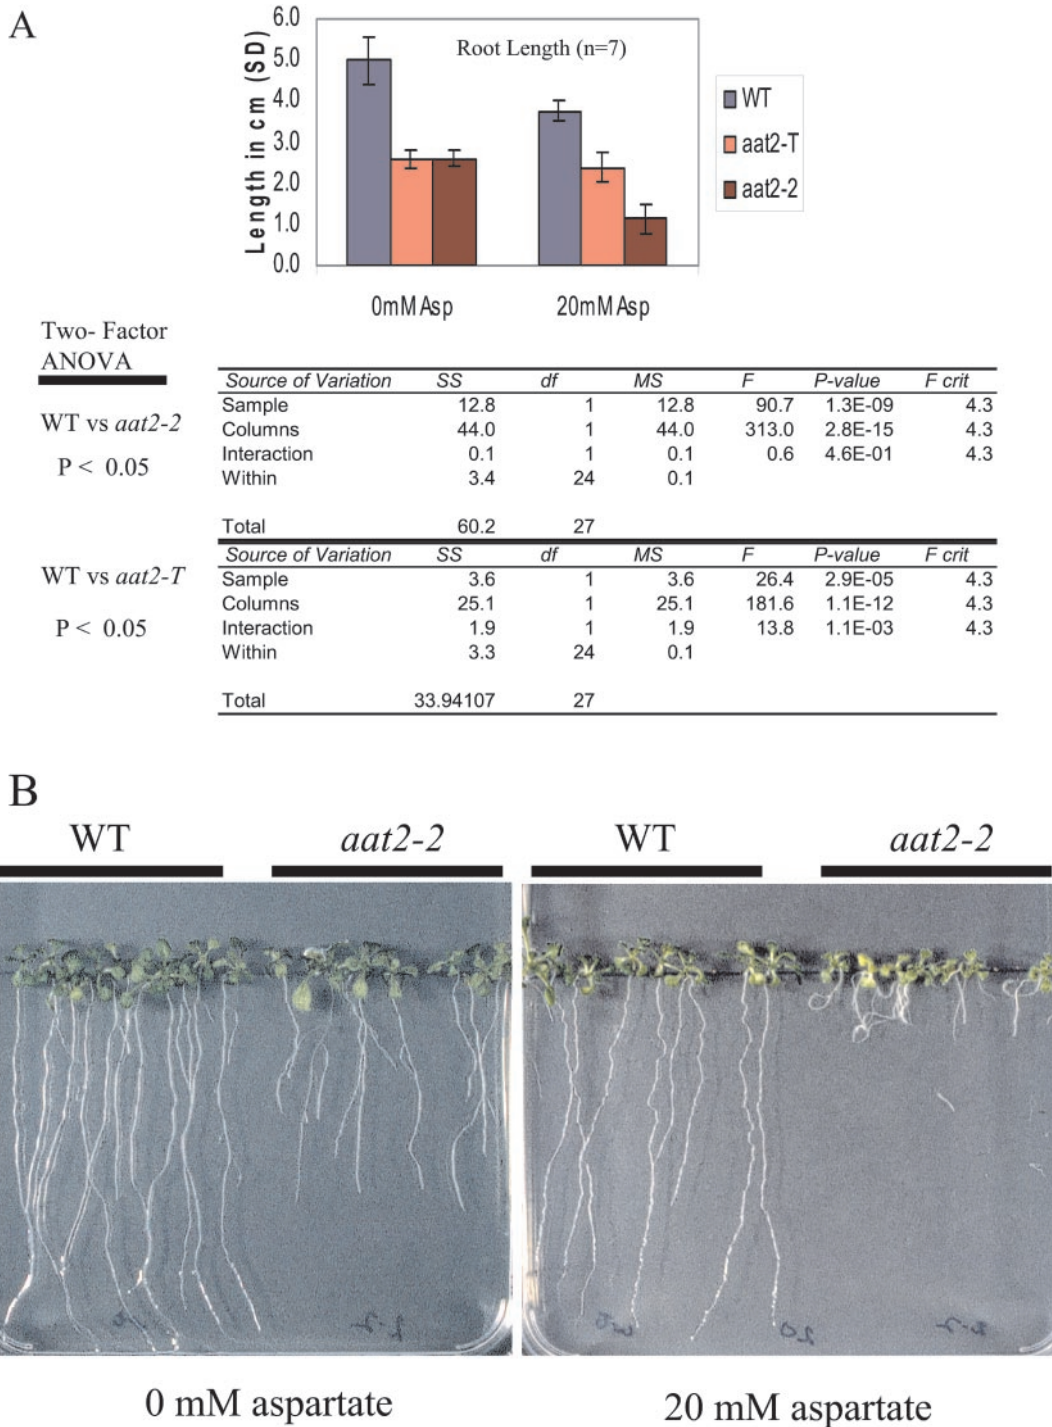 A
6.0
5.0
4.0
3.0
2.0
1.0
0.0
Length in cm (SD)
Root Length (n=7)
WT
aat2-T
aat2-2
0mM Asp
20mM Asp
Two- Factor
ANOVA
WT vs aat2-2
P < 0.05
Source of Variation SS df MS F P-value F crit
Sample 12.8 1 12.8 90.7 1.3E-09 4.3
Columns 44.0 1 44.0 313.0 2.8E-15 4.3
Interaction 0.1 1 0.1 0.6 4.6E-01 4.3
Within 3.4 24 0.1
Total 60.2 27
WT vs aat2-T
P < 0.05
Source of Variation SS df MS F P-value F crit
Sample 3.6 1 3.6 26.4 2.9E-05 4.3
Columns 25.1 1 25.1 181.6 1.1E-12 4.3
Interaction 1.9 1 1.9 13.8 1.1E-03 4.3
Within 3.3 24 0.1
Total 33.94107 27
B
WT aat2-2 WT aat2-2
0 mM aspartate 20 mM aspartate